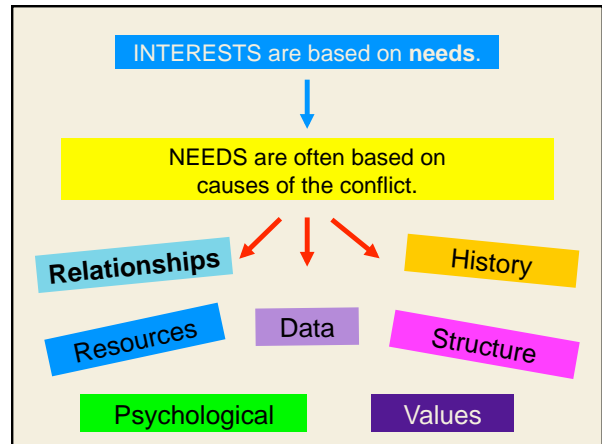 INTERESTS are based on needs.
NEEDS are often based on
causes of the conflict.
Relationships
History
Resources
Data
Structure
Psychological
Values